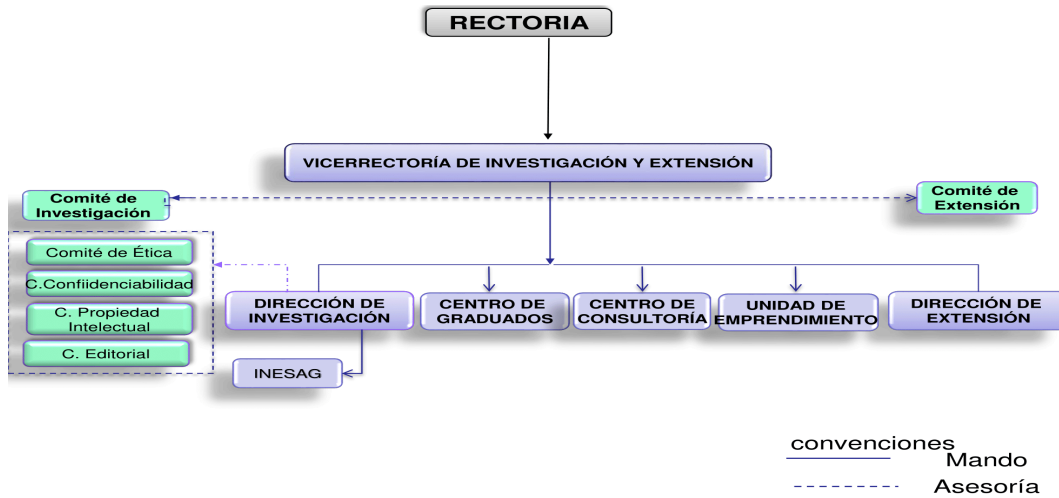 RECTORIA
VICERRECTORÍA DE INVESTIGACIÓN Y EXTENSIÓN
Comité de
Investigación
Comité de
Extensión
Comité de Ética
C.Confiidenciabilidad
C. Propiedad
Intelectual
C. Editorial
DIRECCIÓN DE
INVESTIGACIÓN
CENTRO DE
GRADUADOS
CENTRO DE
CONSULTORÍA
UNIDAD DE
EMPRENDIMIENTO
DIRECCIÓN DE
EXTENSIÓN
INESAG
convenciones
Mando
Asesoría